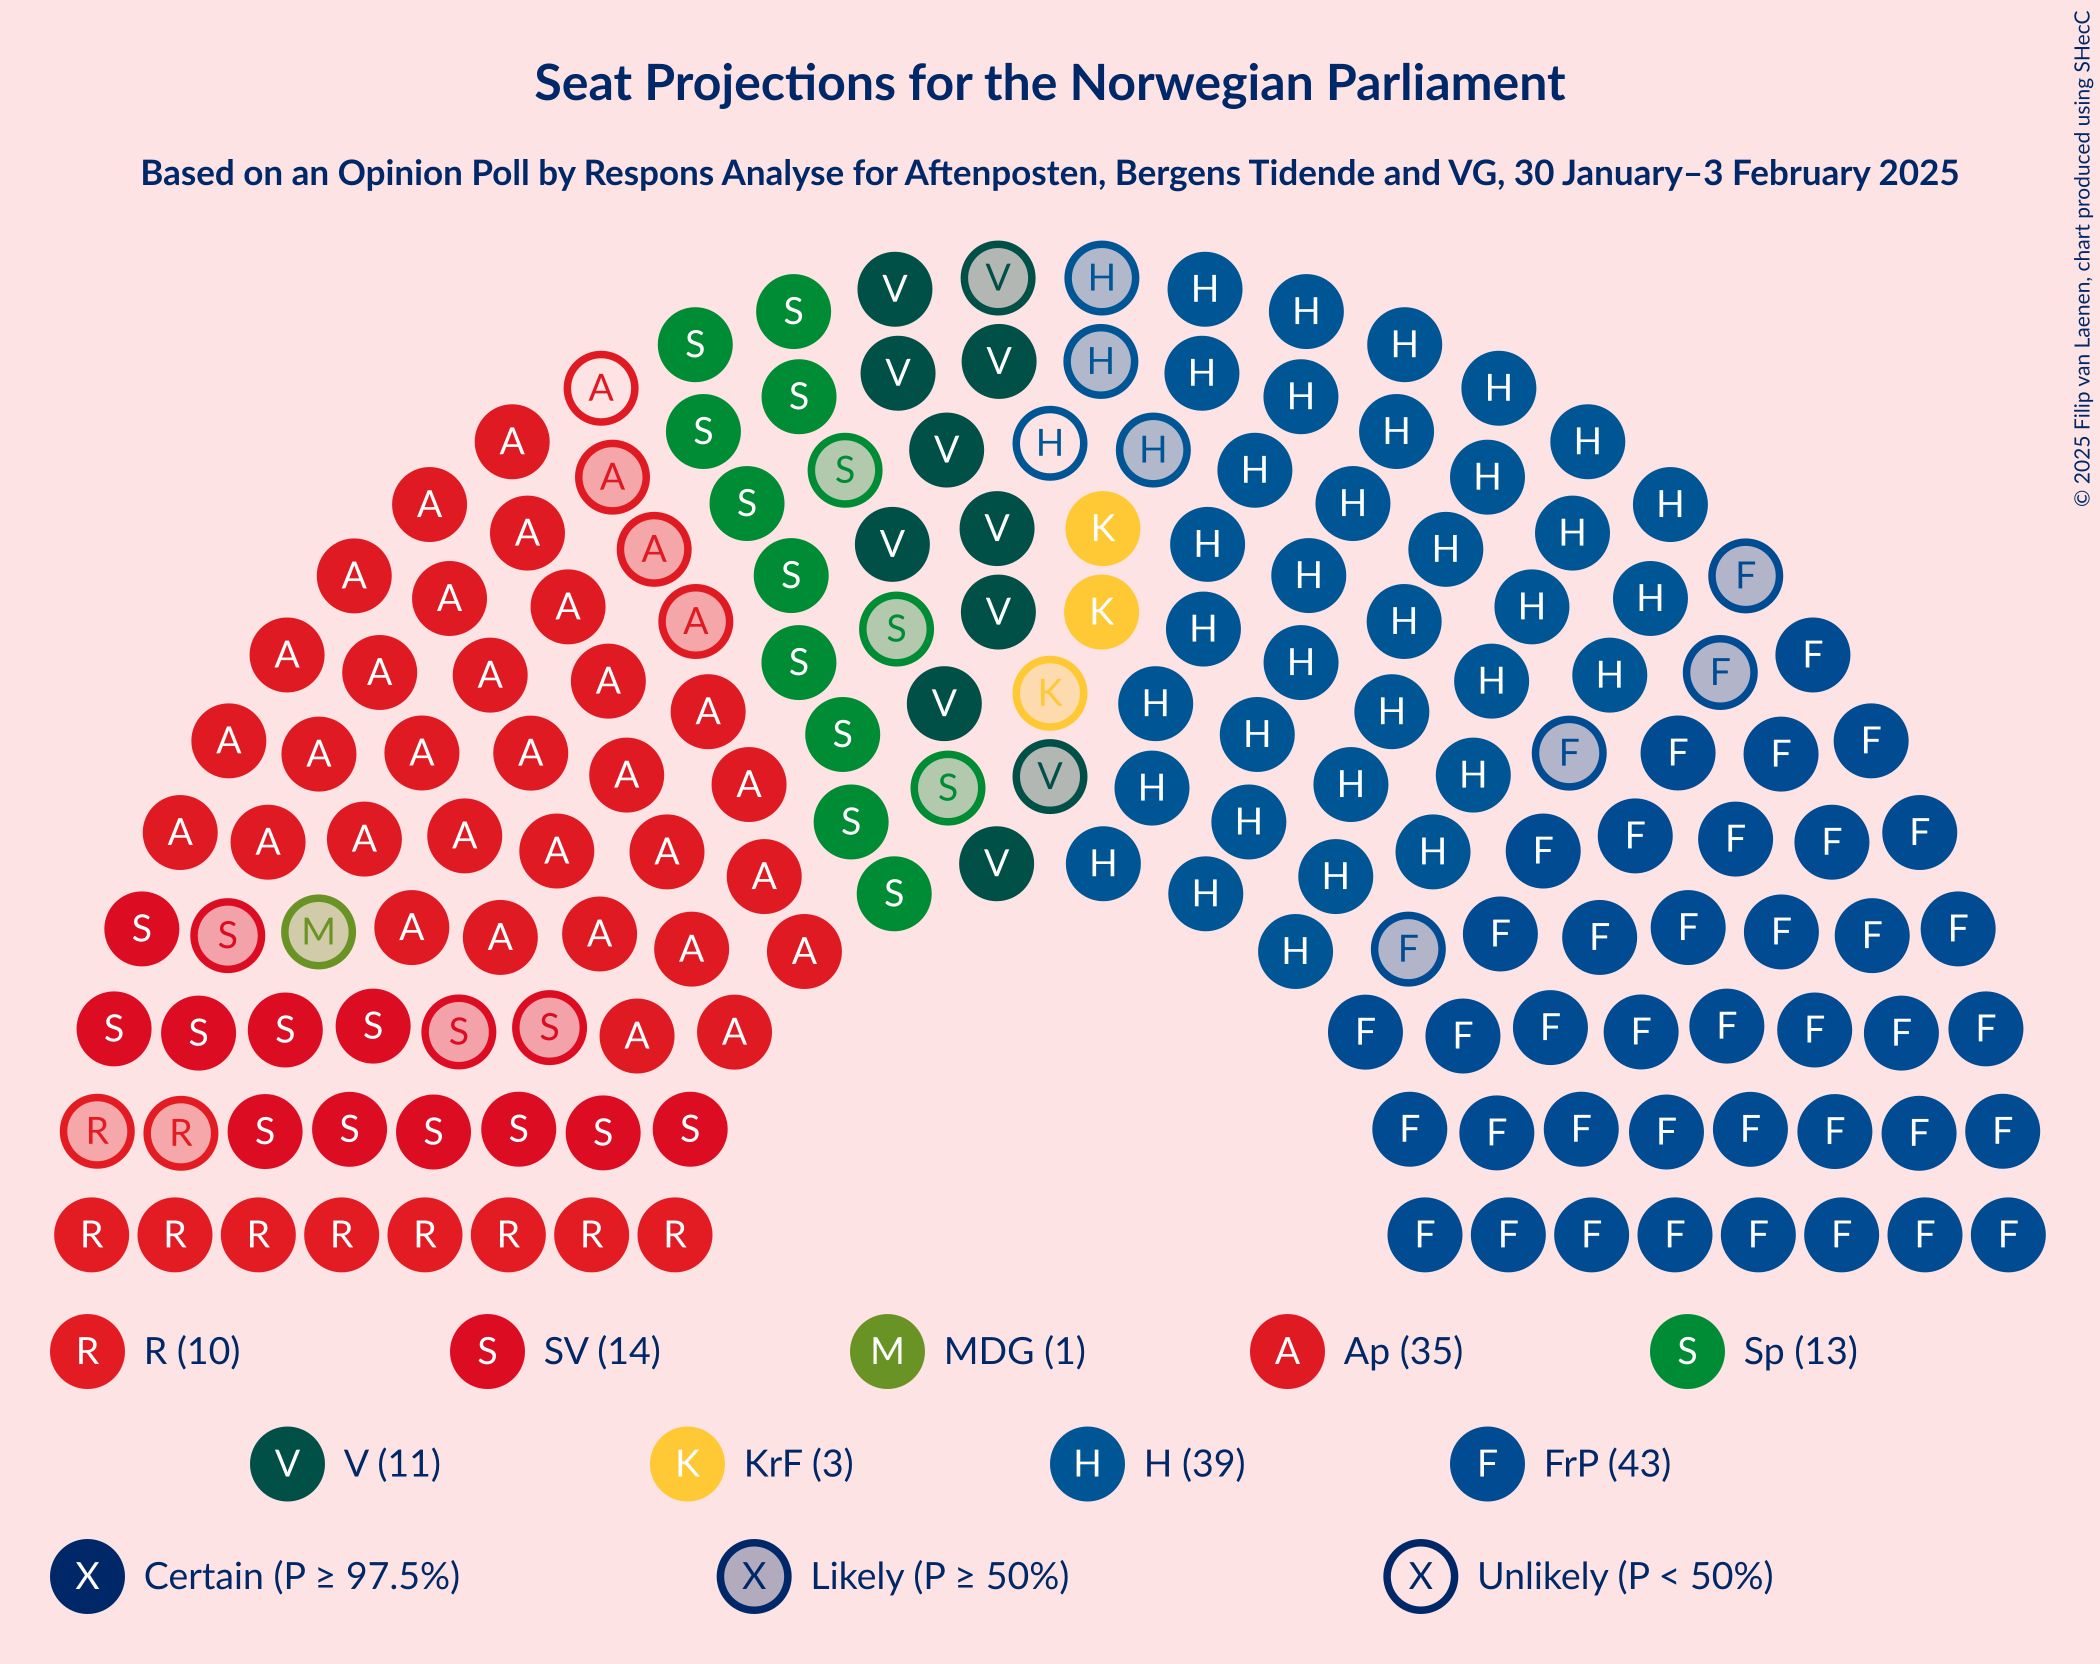 Seat Projections for the Norwegian Parliament
Based on an Opinion Poll by Respons Analyse for Aftenposten, Bergens Tidende and VG, 30 January–3 February 2025
© 2025 Filip van Laenen, chart produced using SHecC
V V H H
S S V V H H H H
S S V V H H H H
A A S S V H H H H H
A A A S V V K H H H H H
A A A A S S V K H H H H H F
A A A A A S V K H H H H H F F
A A A A A A S S V H H H H F F F F
A A A A A A A S V H H H H F F F F F
S S M A A A A A S H H F F F F F F F
S S S S S S A A F F F F F F F F
R R S S S S S S F F F F F F F F
R R R R R R R R F F F F F F F F
R R (10) S SV (14) M MDG (1) A Ap (35) S Sp (13)
V V (11) K KrF (3) H H (39) F FrP (43)
X Certain (P ≥ 97.5%) X Likely (P ≥ 50%) X Unlikely (P < 50%)